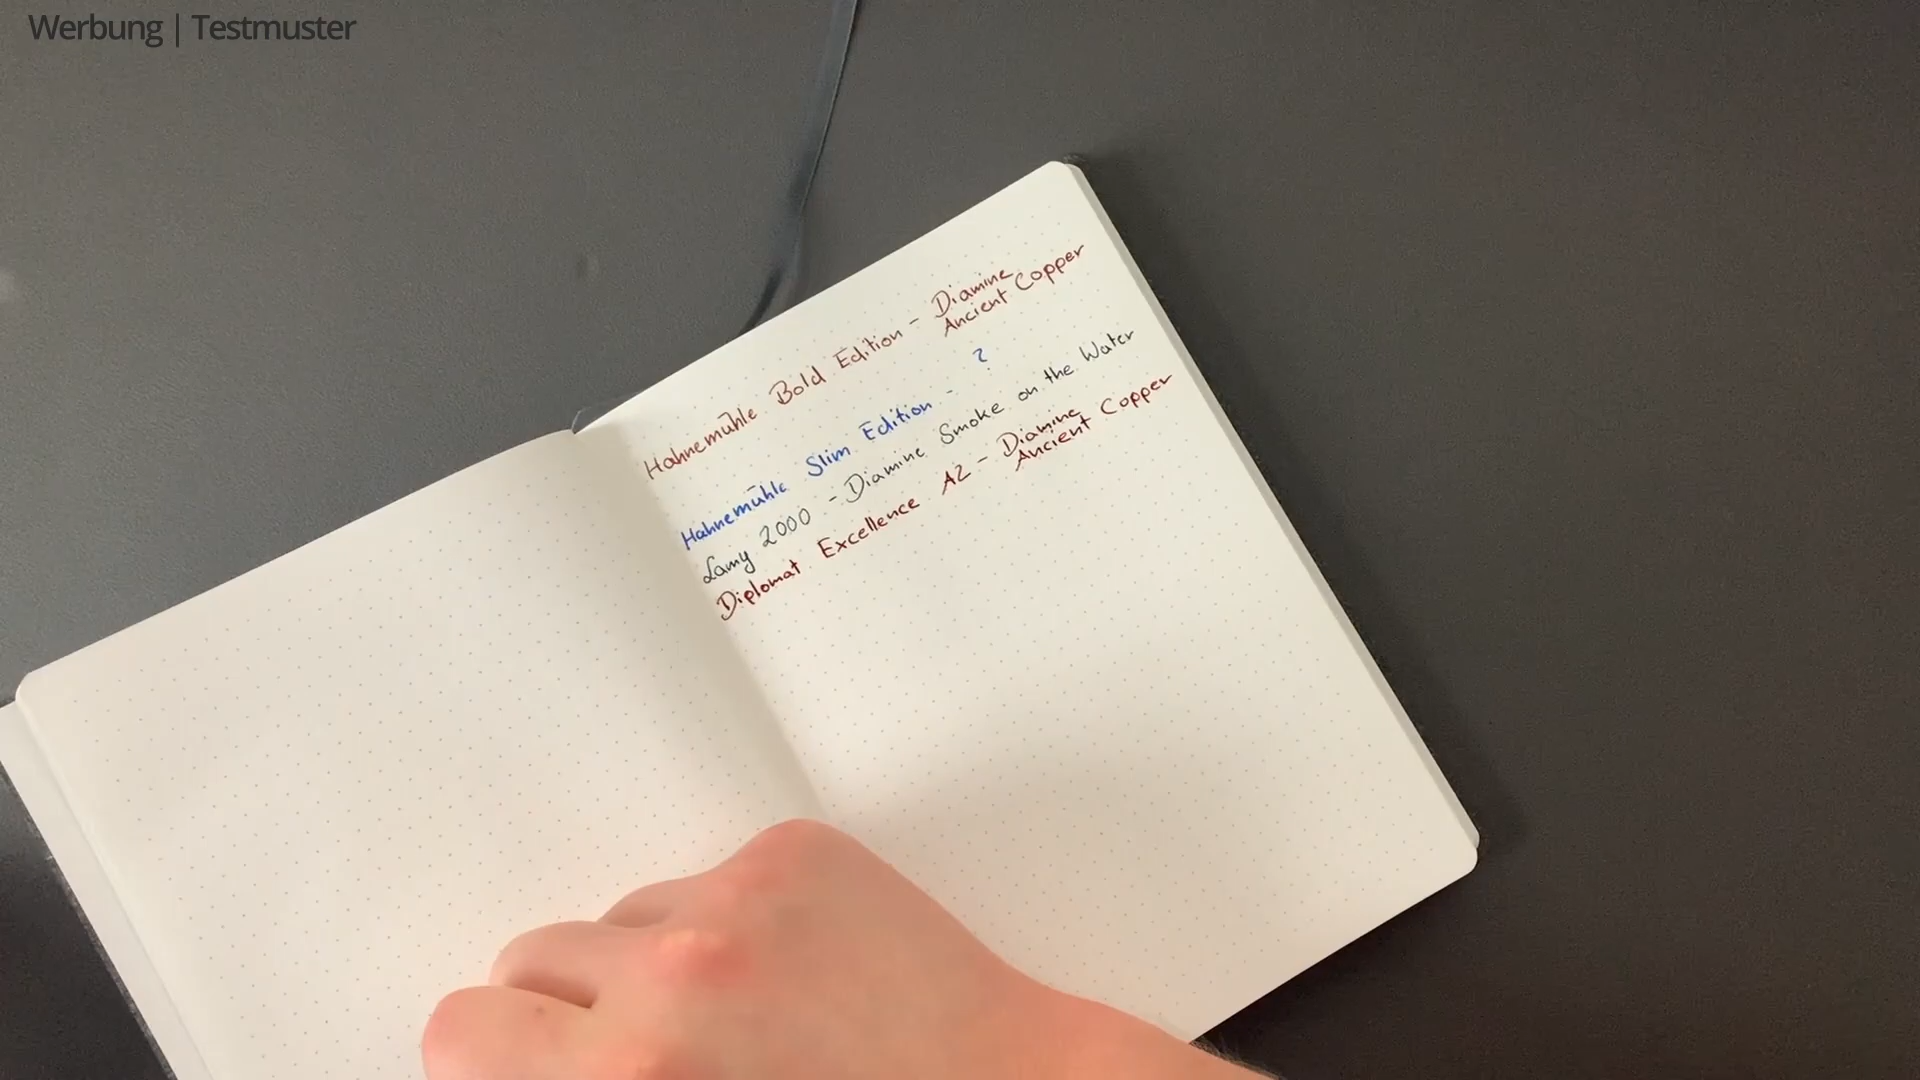 Werbung | Testmuster
Hahnemühle Bold Edition - Diamine
Ancient Copper
Hahnemühle Slim Edition - ?
Lamy 2000 - Diamine Smoke on the Water
Diplomat Excellence A2 - Diamine
Ancient Copper